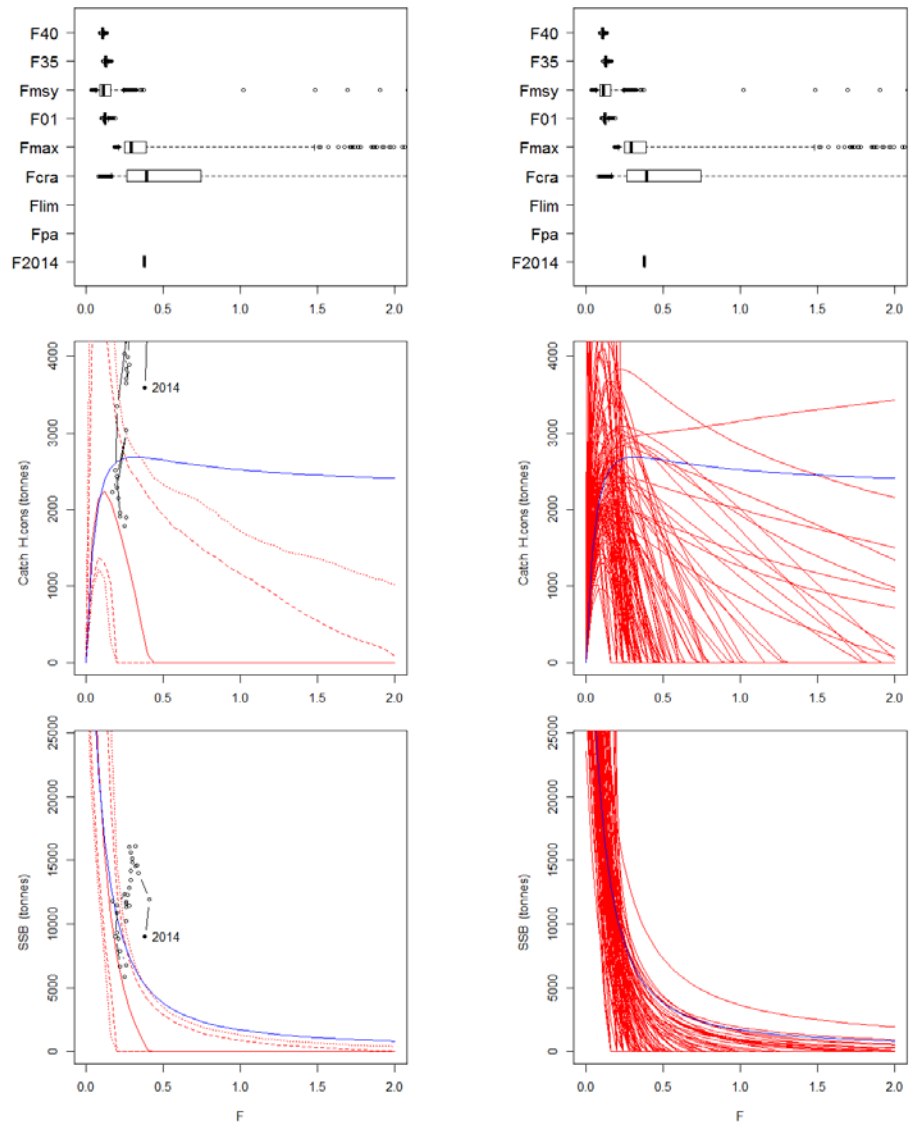 F40
F35
Fmsy
F01
Fmax
Fcra
Flim
Fpa
F2014
0.0 0.5 1.0 1.5 2.0
F40
F35
Fmsy
F01
Fmax
Fcra
Flim
Fpa
F2014
0.0 0.5 1.0 1.5 2.0
Catch H.cons (tonnes)
4000
3000
2000
1000
0
2014
0.0 0.5 1.0 1.5 2.0
Catch H.cons (tonnes)
4000
3000
2000
1000
0
0.0 0.5 1.0 1.5 2.0
SSB (tonnes)
25000
20000
15000
10000
5000
0
2014
0.0 0.5 1.0 1.5 2.0
F
SSB (tonnes)
25000
20000
15000
10000
5000
0
0.0 0.5 1.0 1.5 2.0
F